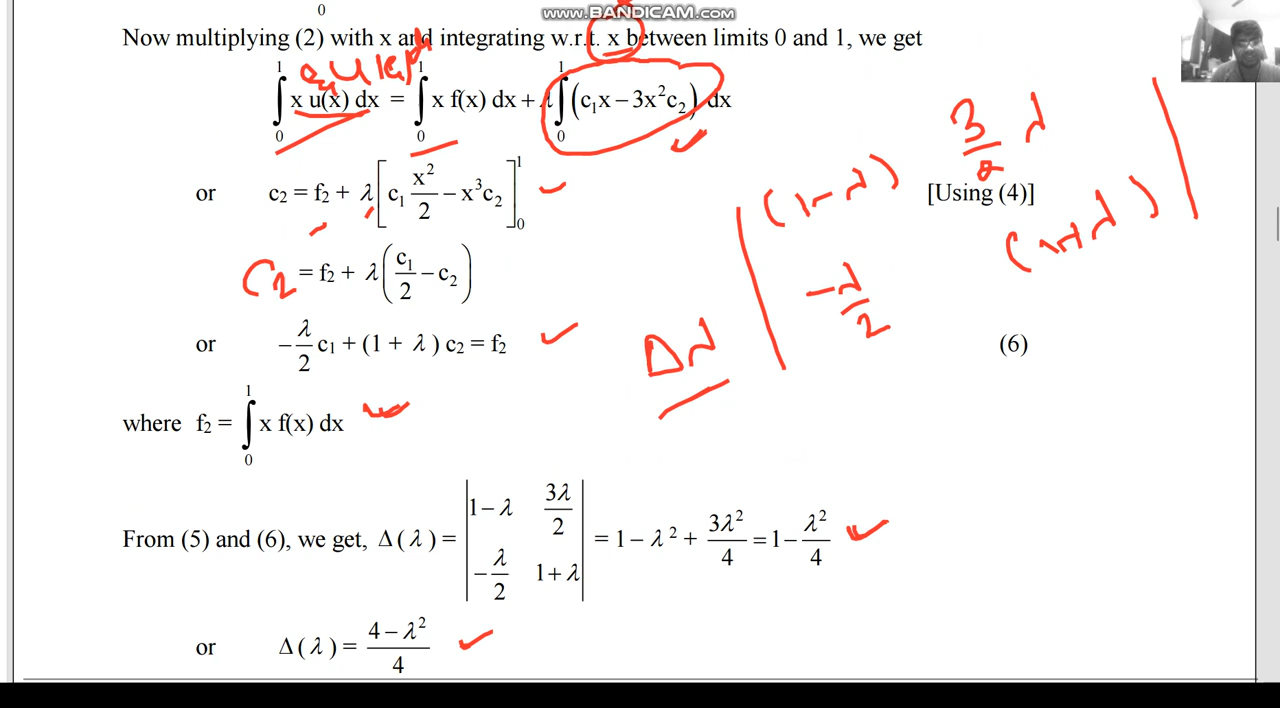 0
www.BANDICAM.com
Now multiplying (2) with x and integrating w.r.t. x between limits 0 and 1, we get
∫₀¹ x u(x) dx = ∫₀¹ x f(x) dx + λ ∫₀¹ (c₁x – 3x²c₂) dx
or c₂ = f₂ + λ [c₁ x²/2 – x³c₂]₀¹ [Using (4)]
C₂ = f₂ + λ (c₁/2 – c₂)
or – λ/2 c₁ + (1 + λ) c₂ = f₂ (6)
where f₂ = ∫₀¹ x f(x) dx
(1-λ) 3/2 λ
-λ/2 (1+λ)
Δλ
From (5) and (6), we get, Δ(λ) = | 1 – λ 3λ/2 ; – λ/2 1 + λ | = 1 – λ² + 3λ²/4 = 1 – λ²/4
or Δ(λ) = 4 – λ²/4